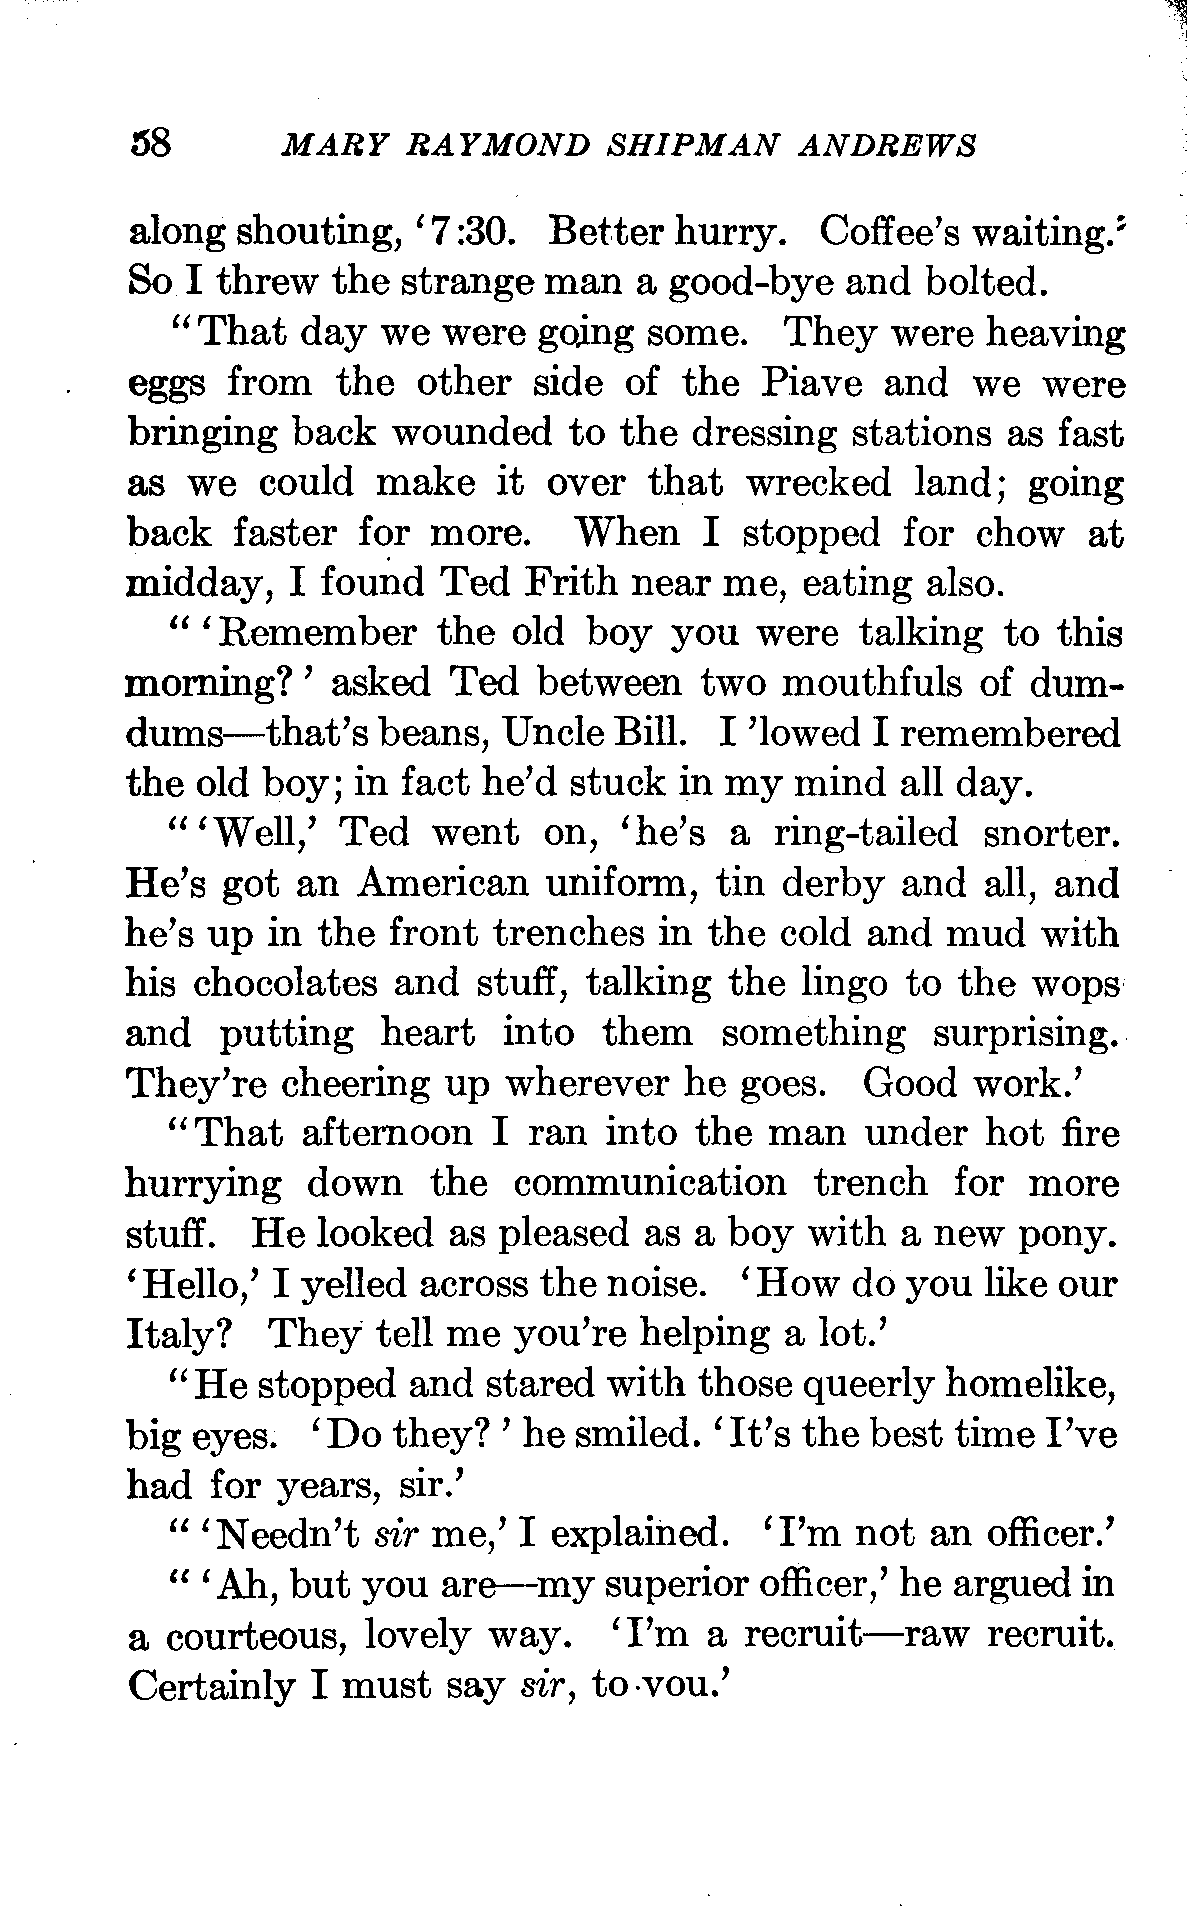 58 MARY RAYMOND SHIPMAN ANDREWS
along shouting, ‘7:30. Better hurry. Coffee’s waiting.’
So I threw the strange man a good-bye and bolted.
“That day we were going some. They were heaving
eggs from the other side of the Piave and we were
bringing back wounded to the dressing stations as fast
as we could make it over that wrecked land; going
back faster for more. When I stopped for chow at
midday, I found Ted Frith near me, eating also.
“ ‘Remember the old boy you were talking to this
morning?’ asked Ted between two mouthfuls of dum-
dums—that’s beans, Uncle Bill. I ’lowed I remembered
the old boy; in fact he’d stuck in my mind all day.
“ ‘Well,’ Ted went on, ‘he’s a ring-tailed snorter.
He’s got an American uniform, tin derby and all, and
he’s up in the front trenches in the cold and mud with
his chocolates and stuff, talking the lingo to the wops
and putting heart into them something surprising.
They’re cheering up wherever he goes. Good work.’
“That afternoon I ran into the man under hot fire
hurrying down the communication trench for more
stuff. He looked as pleased as a boy with a new pony.
‘Hello,’ I yelled across the noise. ‘How do you like our
Italy? They tell me you’re helping a lot.’
“He stopped and stared with those queerly homelike,
big eyes. ‘Do they?’ he smiled. ‘It’s the best time I’ve
had for years, sir.’
“ ‘Needn’t sir me,’ I explained. ‘I’m not an officer.’
“ ‘Ah, but you are—my superior officer,’ he argued in
a courteous, lovely way. ‘I’m a recruit—raw recruit.
Certainly I must say sir, to you.’